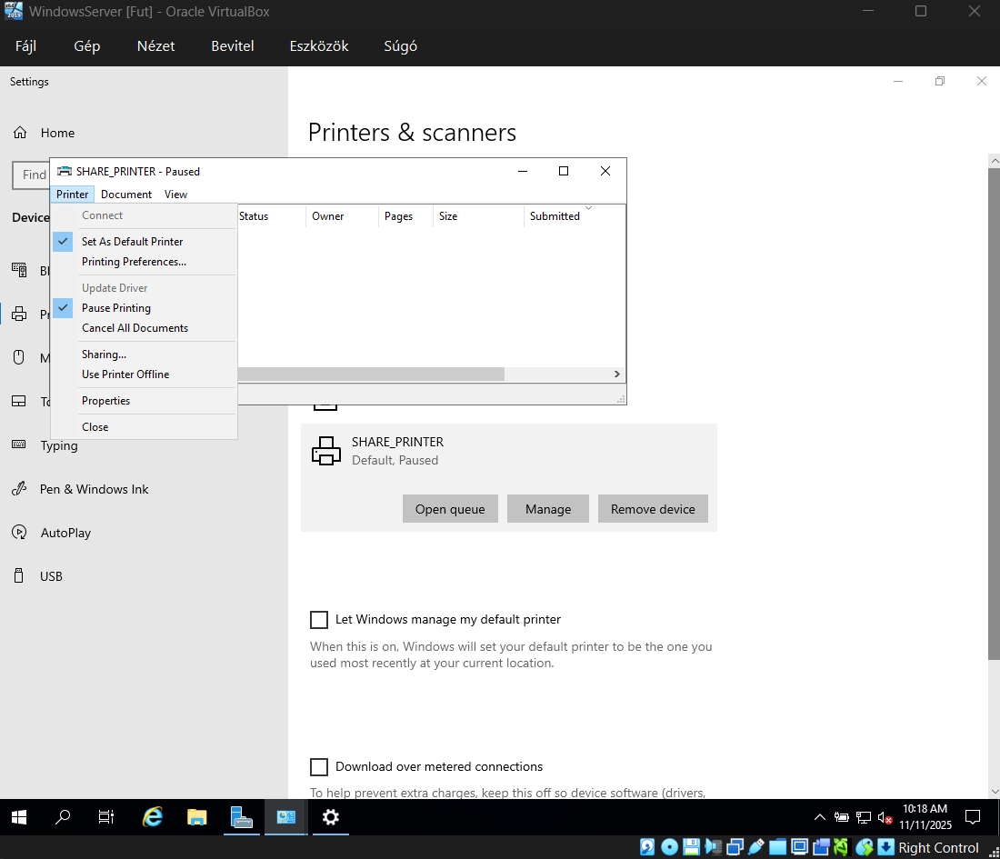 WindowsServer [Fut] - Oracle VirtualBox
Fájl Gép Nézet Bevitel Eszközök Súgó
Settings
Home
Find
Device
Printers & scanners
SHARE_PRINTER - Paused
Printer Document View
Status Owner Pages Size Submitted
Connect
Set As Default Printer
Printing Preferences...
Update Driver
Pause Printing
Cancel All Documents
Sharing...
Use Printer Offline
Properties
Close
Typing
Pen & Windows Ink
AutoPlay
USB
SHARE_PRINTER
Default, Paused
Open queue Manage Remove device
Let Windows manage my default printer
When this is on, Windows will set your default printer to be the one you
used most recently at your current location.
Download over metered connections
To help prevent extra charges, keep this off so device software (drivers,
10:18 AM
11/11/2025
Right Control